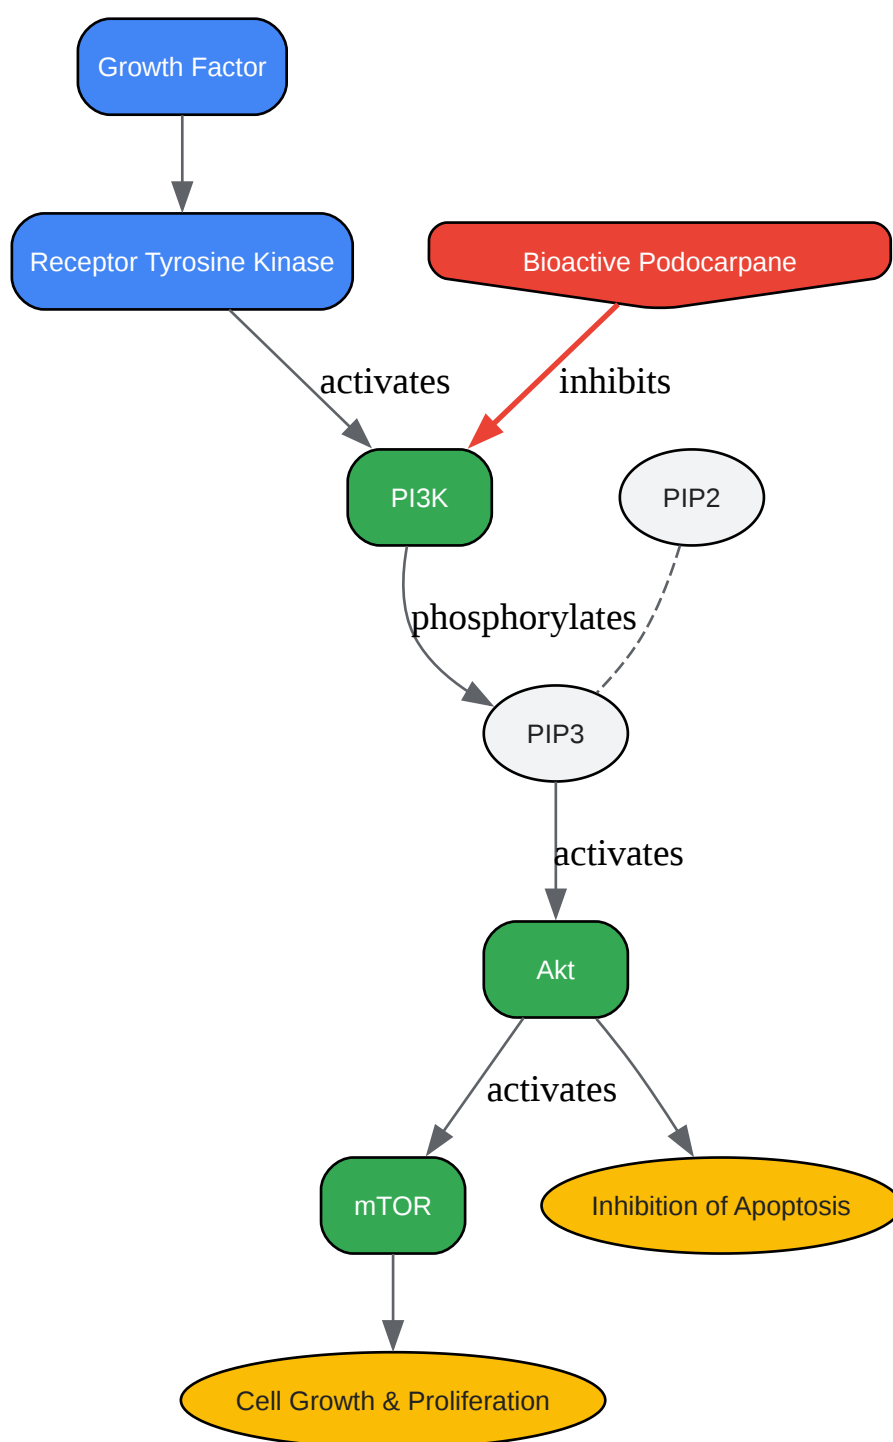 Growth Factor
Receptor Tyrosine Kinase
Bioactive Podocarpane
activates
inhibits
PI3K
PIP2
phosphorylates
PIP3
activates
Akt
activates
mTOR
Inhibition of Apoptosis
Cell Growth & Proliferation